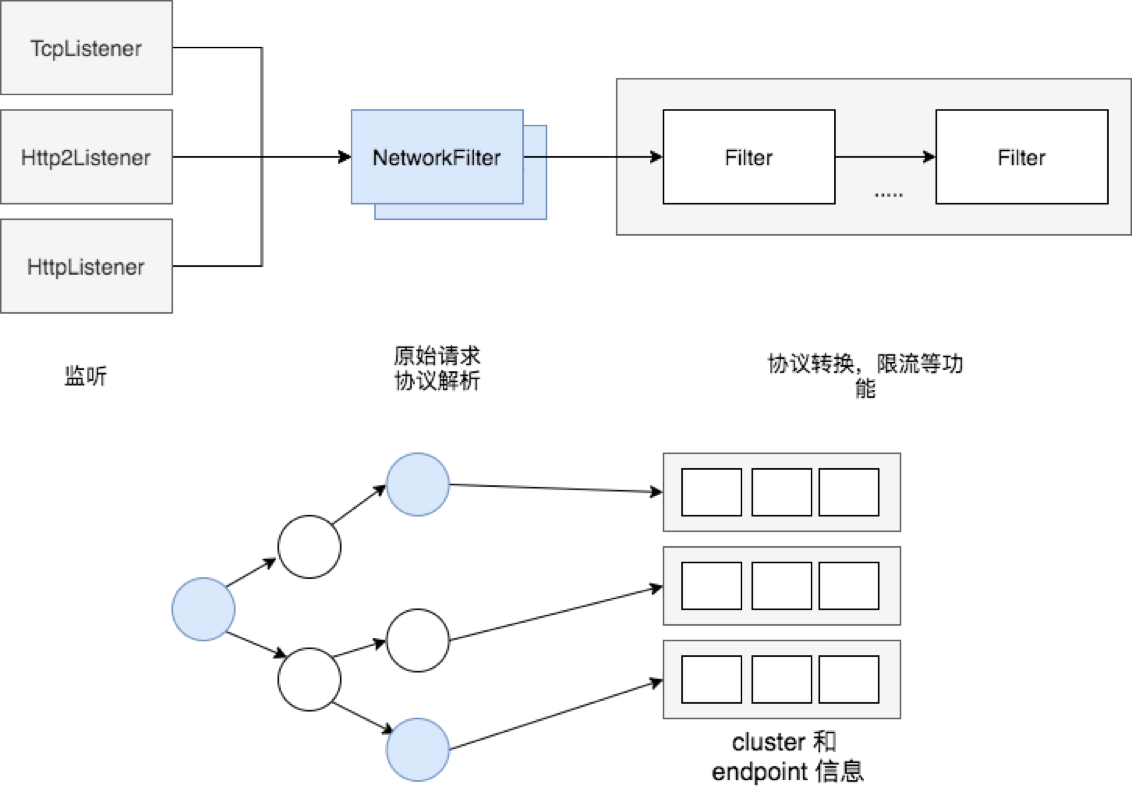 TcpListener
Http2Listener
HttpListener
NetworkFilter
Filter
.....
Filter
监听
原始请求
协议解析
协议转换，限流等功
能
cluster 和
endpoint 信息